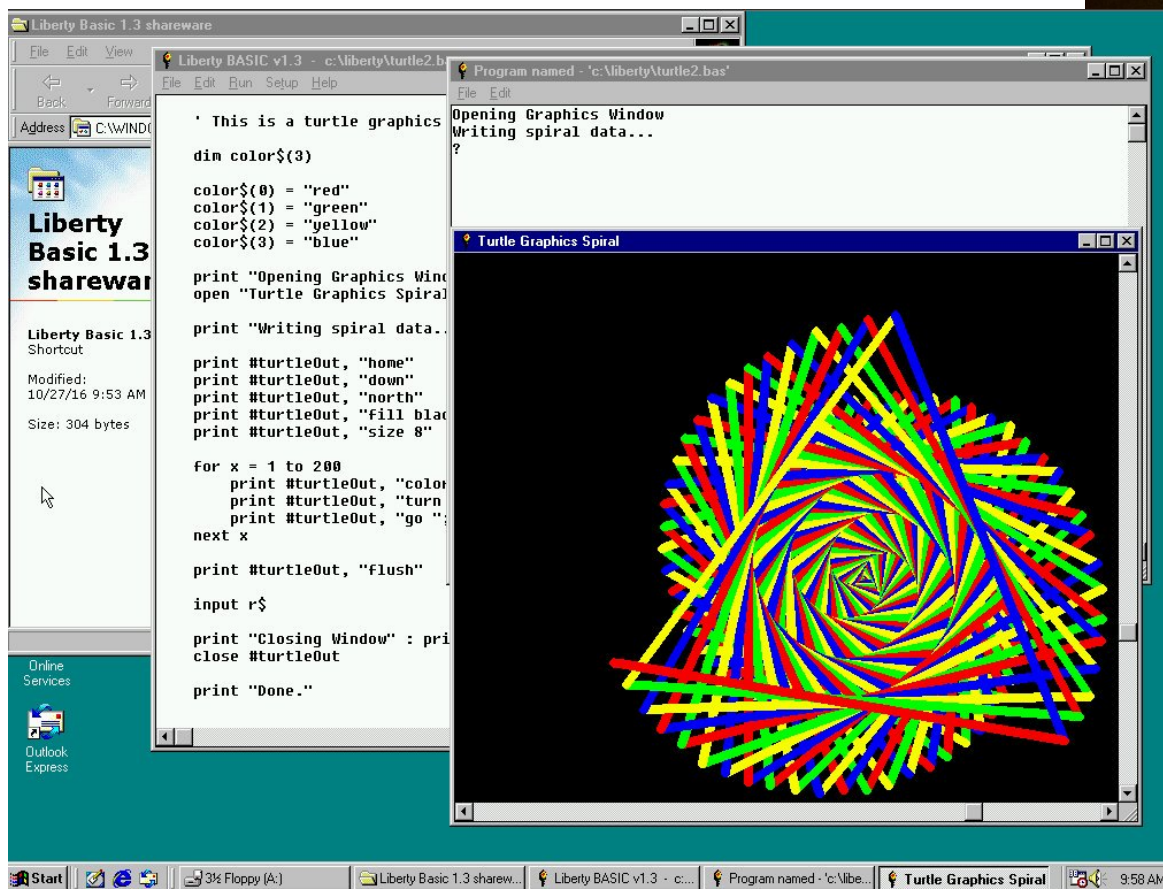 Liberty Basic 1.3 shareware
File Edit View
Back Forward
Address C:\WIND
Liberty
Basic 1.3
sharewar
Liberty Basic 1.3
Shortcut
Modified:
10/27/16 9:53 AM
Size: 304 bytes
Liberty BASIC v1.3 - c:\liberty\turtle2.b
File Edit Run Setup Help
' This is a turtle graphics
dim color$(3)
color$(0) = "red"
color$(1) = "green"
color$(2) = "yellow"
color$(3) = "blue"
print "Opening Graphics Wind
open "Turtle Graphics Spiral
print "Writing spiral data..
print #turtleOut, "home"
print #turtleOut, "down"
print #turtleOut, "north"
print #turtleOut, "fill blac
print #turtleOut, "size 8"
for x = 1 to 200
print #turtleOut, "color
print #turtleOut, "turn
print #turtleOut, "go ";
next x
print #turtleOut, "flush"
input r$
print "Closing Window" : pri
close #turtleOut
print "Done."
Program named - 'c:\liberty\turtle2.bas'
File Edit
Opening Graphics Window
Writing spiral data...
?
Turtle Graphics Spiral
Online
Services
Outlook
Express
Start
3½ Floppy (A:)
Liberty Basic 1.3 sharew...
Liberty BASIC v1.3 - c:...
Program named - 'c:\libe...
Turtle Graphics Spiral
9:58 AM